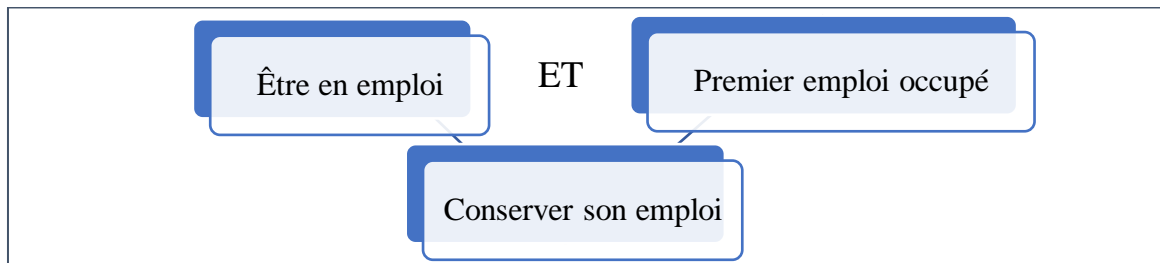 Être en emploi
ET
Premier emploi occupé
Conserver son emploi